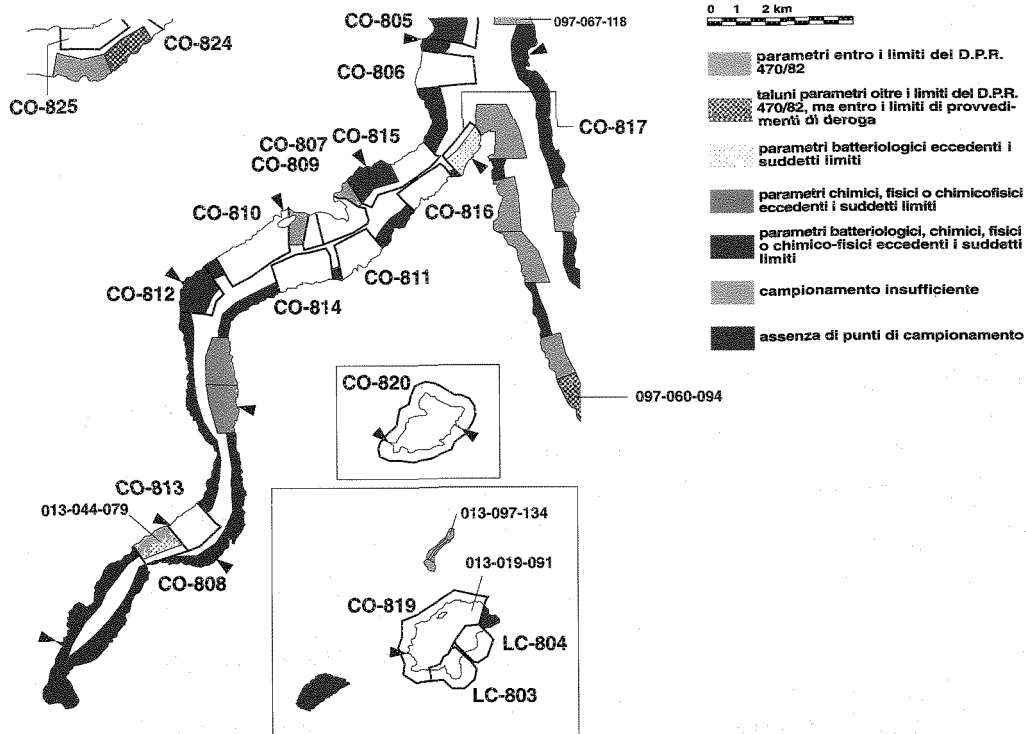 CO-824
CO-825
CO-805
CO-806
097-067-118
CO-817
CO-807
CO-815
CO-809
CO-810
CO-816
CO-811
CO-812
CO-814
CO-820
097-060-094
CO-813
013-044-079
CO-808
013-097-134
013-019-091
CO-819
LC-804
LC-803
0 1 2 km
parametri entro i limiti del D.P.R.
470/82
taluni parametri oltre i limiti del D.P.R.
470/82, ma entro i limiti di provvedi-
menti di deroga
parametri batteriologici eccedenti i
suddetti limiti
parametri chimici, fisici o chimicofisici
eccedenti i suddetti limiti
parametri batteriologici, chimici, fisici
o chimico-fisici eccedenti i suddetti
limiti
campionamento insufficiente
assenza di punti di campionamento